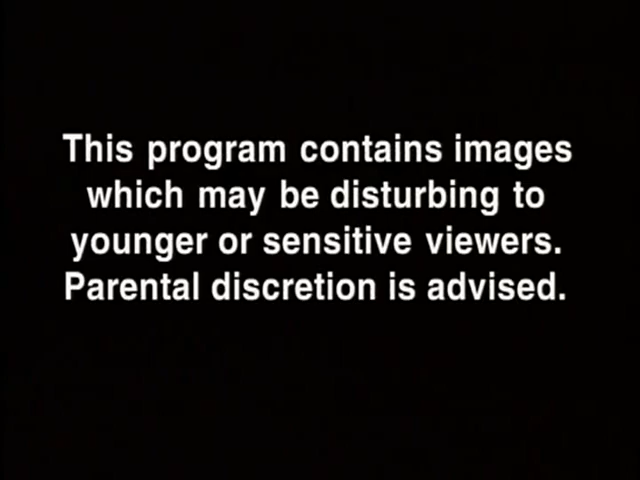 This program contains images
which may be disturbing to
younger or sensitive viewers.
Parental discretion is advised.